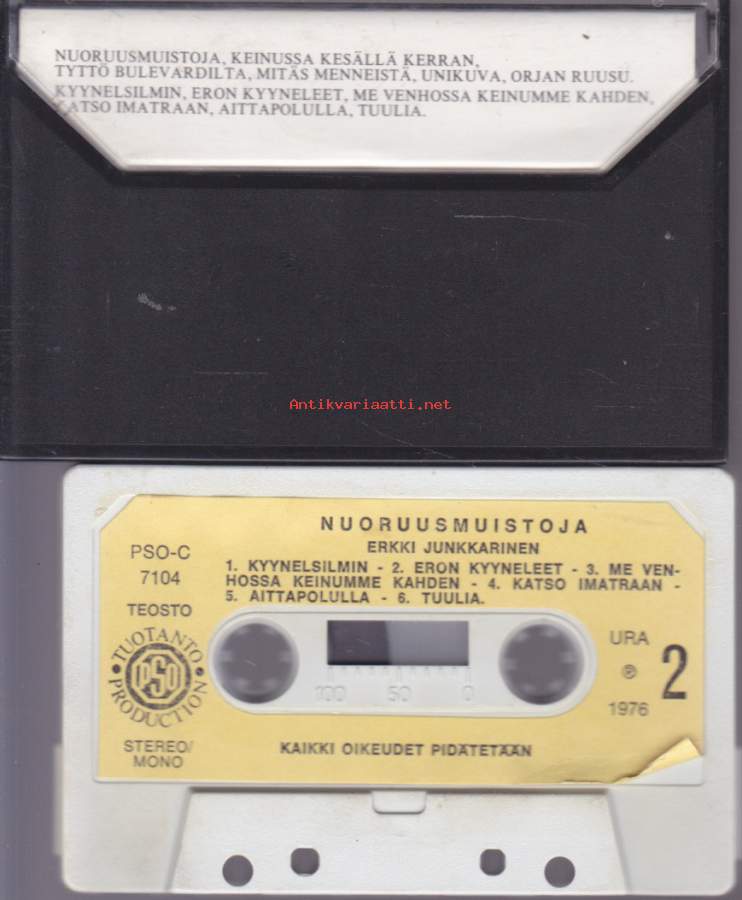 NUORUUSMUISTOJA, KEINUSSA KESÄLLÄ KERRAN,
TYTTÖ BULEVARDILTA, MITÄS MENNEISTÄ, UNIKUVA, ORJAN RUUSU.
KYYNELSILMIN, ERON KYYNELEET, ME VENHOSSA KEINUMME KAHDEN,
KATSO IMATRAAN, AITTAPOLULLA, TUULIA.
Antikvariaatti.net
NUORUUSMUISTOJA
ERKKI JUNKKARINEN
1. KYYNELSILMIN - 2. ERON KYYNELEET - 3. ME VEN-
HOSSA KEINUMME KAHDEN - 4. KATSO IMATRAAN -
5. AITTAPOLULLA - 6. TUULIA.
PSO-C
7104
TEOSTO
TUOTANTO
PSO
PRODUCTION
STEREO/
MONO
100 50 0
URA
2
℗
1976
KAIKKI OIKEUDET PIDÄTETÄÄN